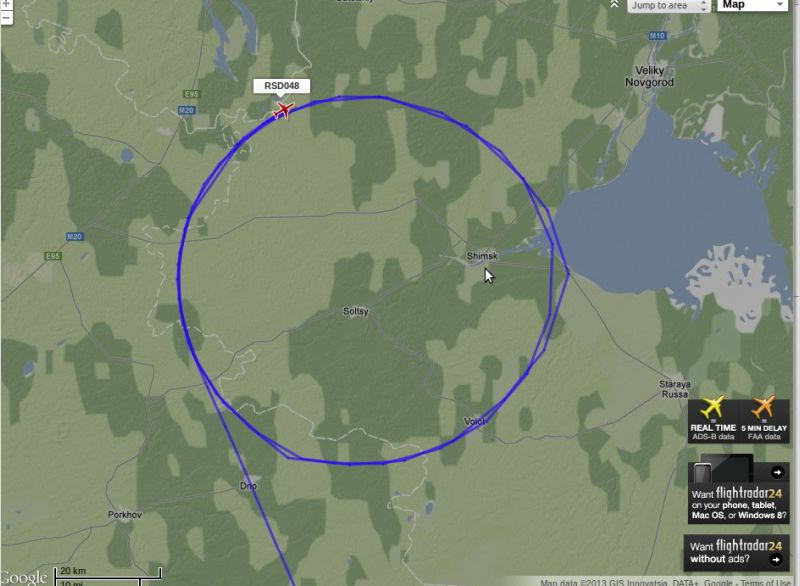 +
Jump to area
Map
−
M10
Veliky
Novgorod
RSD048
E95
M20
M20
E95
Shimsk
Soltsy
Staraya
Russa
REAL TIME
ADS-B data
5 MIN DELAY
FAA data
Volot
Dno
Porkhov
Want flightradar24
on your phone, tablet,
Mac OS, or Windows 8?
Want flightradar24
without ads?
Google
20 km
10 mi
Map data ©2013 GIS Innovatsia, DATA+, Google - Terms of Use